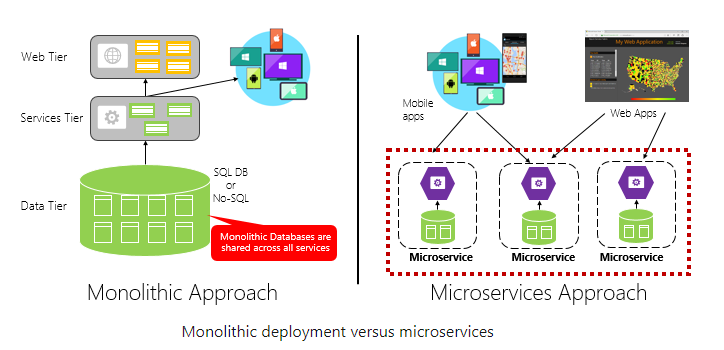 Web Tier
Services Tier
Data Tier
SQL DB
or
No-SQL
Monolithic Databases are
shared across all services
Monolithic Approach
Mobile
apps
My Web Application
Web Apps
Microservice
Microservice
Microservice
Microservices Approach
Monolithic deployment versus microservices